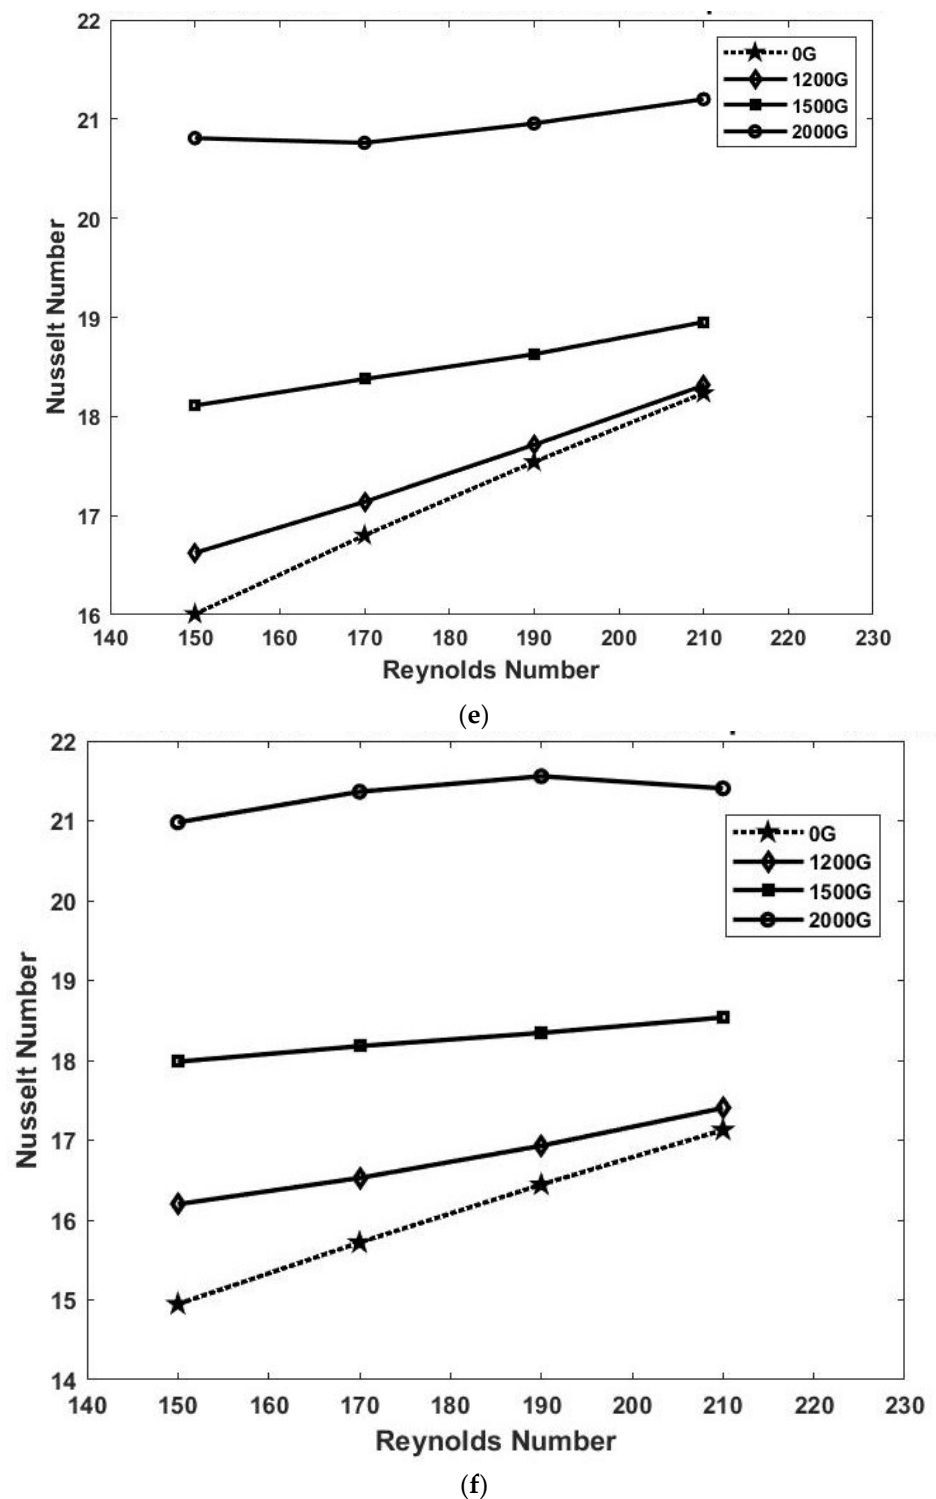 22
21
20
19
18
17
16
Nusselt Number
0G
1200G
1500G
2000G
140 150 160 170 180 190 200 210 220 230
Reynolds Number
(e)
22
21
20
19
18
17
16
15
14
Nusselt Number
0G
1200G
1500G
2000G
140 150 160 170 180 190 200 210 220 230
Reynolds Number
(f)